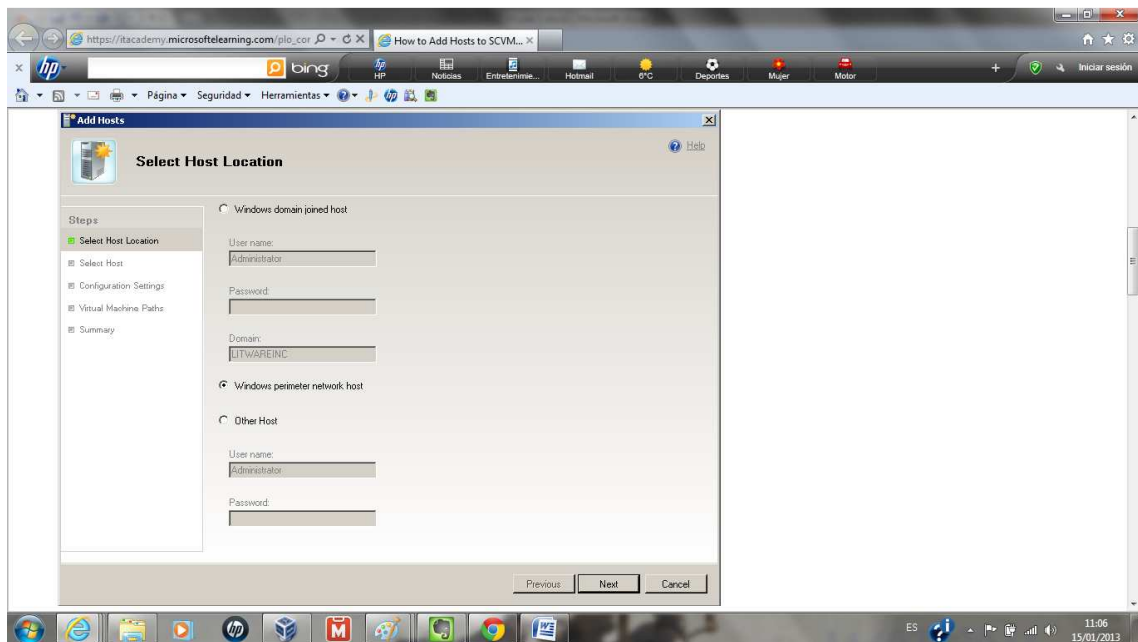 https://itacademy.microsoftelearning.com/plo_cor
How to Add Hosts to SCVM...
hp
bing
HP
Noticias
Entretenimie...
Hotmail
6°C
Deportes
Mujer
Motor
Iniciar sesión
Página
Seguridad
Herramientas
Add Hosts
Select Host Location
Help
Steps
Select Host Location
Select Host
Configuration Settings
Virtual Machine Paths
Summary
Windows domain joined host
User name:
Administrator
Password:
Domain:
LITWAREINC
Windows perimeter network host
Other Host
User name:
Administrator
Password:
Previous
Next
Cancel
ES
11:06
15/01/2013